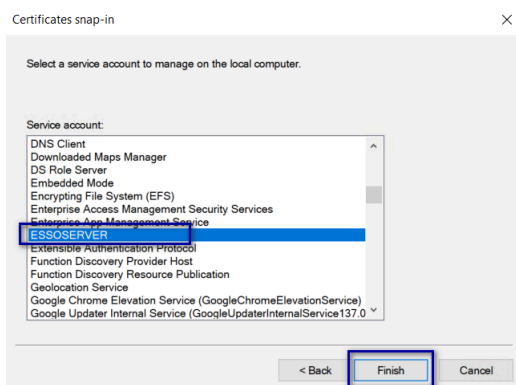 Certificates snap-in
Select a service account to manage on the local computer.
Service account:
DNS Client
Downloaded Maps Manager
DS Role Server
Embedded Mode
Encrypting File System (EFS)
Enterprise Access Management Security Services
Enterprise App Management Service
ESSOSERVER
Extensible Authentication Protocol
Function Discovery Provider Host
Function Discovery Resource Publication
Geolocation Service
Google Chrome Elevation Service (GoogleChromeElevationService)
Google Updater Internal Service (GoogleUpdaterInternalService137.0
< Back Finish Cancel